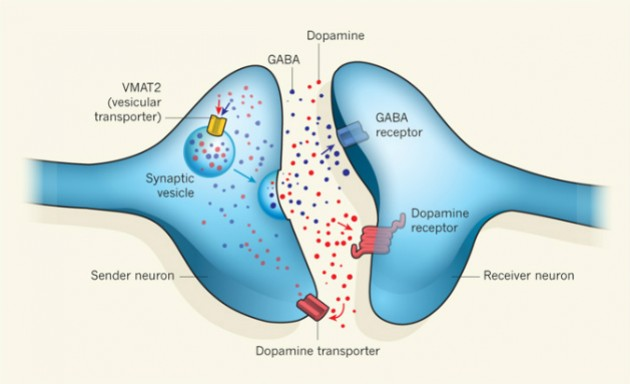 Dopamine
GABA
VMAT2
(vesicular
transporter)
GABA
receptor
Synaptic
vesicle
Dopamine
receptor
Sender neuron
Receiver neuron
Dopamine transporter